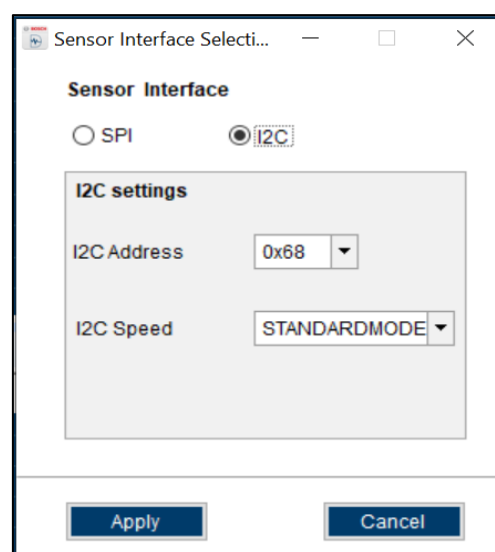 Sensor Interface Selecti...
Sensor Interface
SPI
I2C
I2C settings
I2C Address
0x68
I2C Speed
STANDARDMODE
Apply
Cancel